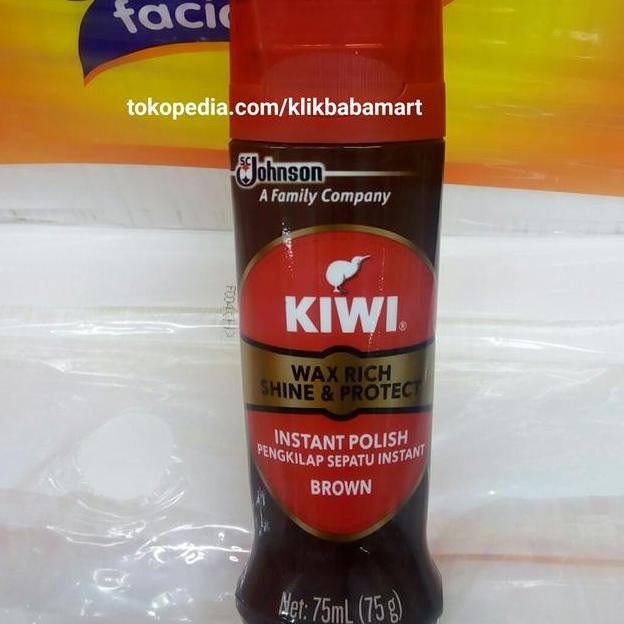 facia
tokopedia.com/klikbabamart
SC Johnson
A Family Company
KIWI®
WAX RICH
SHINE & PROTECT
INSTANT POLISH
PENGKILAP SEPATU INSTANT
BROWN
Net: 75mL (75 g)